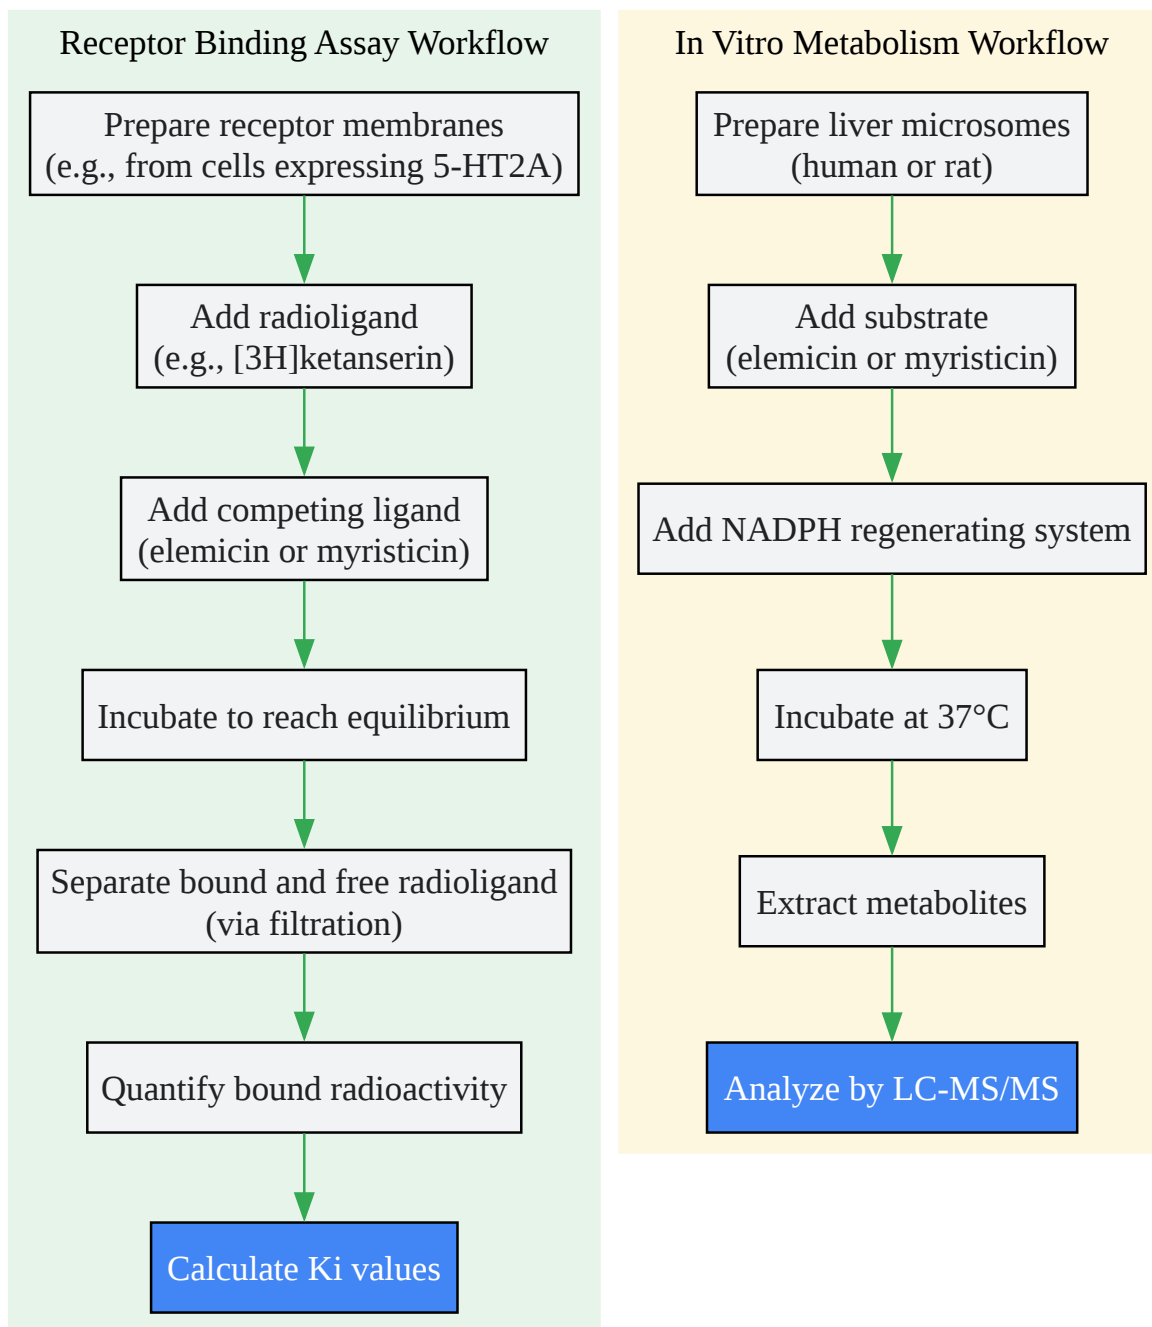 Receptor Binding Assay Workflow
Prepare receptor membranes
(e.g., from cells expressing 5-HT2A)
Add radioligand
(e.g., [3H]ketanserin)
Add competing ligand
(elemicin or myristicin)
Incubate to reach equilibrium
Separate bound and free radioligand
(via filtration)
Quantify bound radioactivity
Calculate Ki values
In Vitro Metabolism Workflow
Prepare liver microsomes
(human or rat)
Add substrate
(elemicin or myristicin)
Add NADPH regenerating system
Incubate at 37°C
Extract metabolites
Analyze by LC-MS/MS